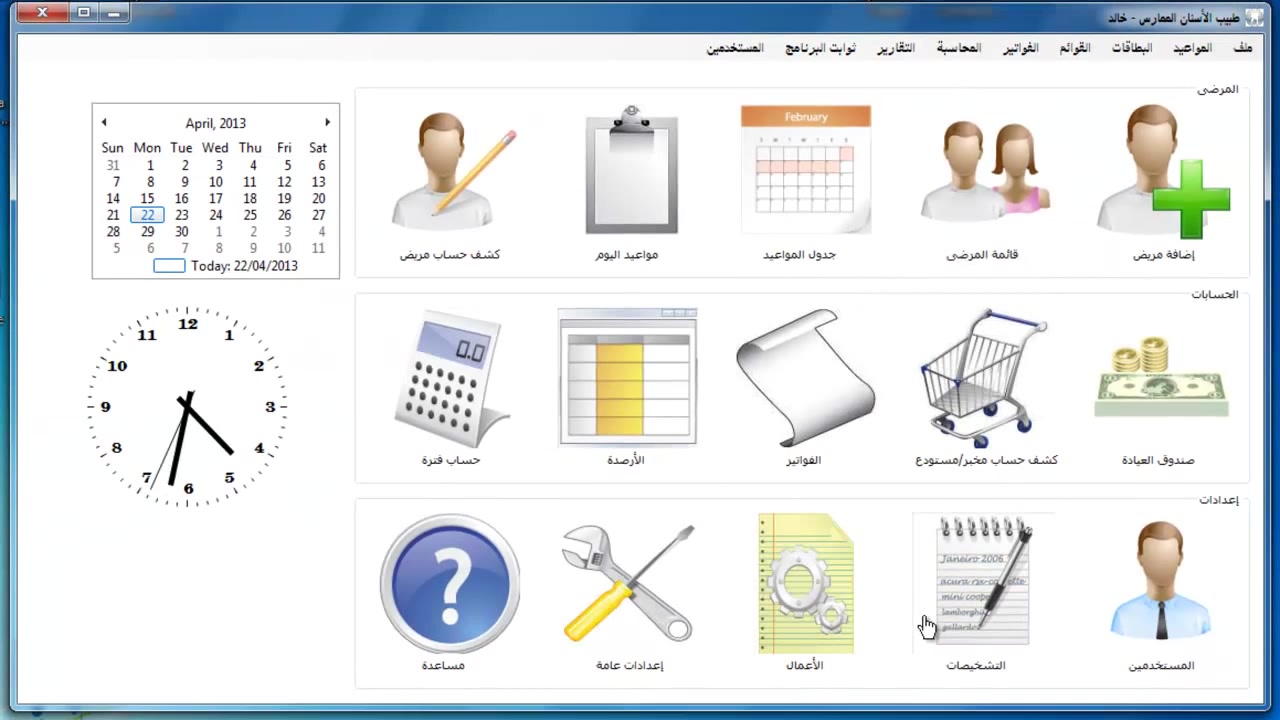 طبيب الأسنان الممارس - خالد
ملف المواعيد البطاقات القوائم الفواتير المحاسبة التقارير ثوابت البرنامج المستخدمين
المرضى
February
S M T W T F S
إضافة مريض
قائمة المرضى
جدول المواعيد
مواعيد اليوم
كشف حساب مريض
April, 2013
Sun Mon Tue Wed Thu Fri Sat
31 1 2 3 4 5 6
7 8 9 10 11 12 13
14 15 16 17 18 19 20
21 22 23 24 25 26 27
28 29 30 1 2 3 4
5 6 7 8 9 10 11
Today: 22/04/2013
الحسابات
0.0
صندوق العيادة
كشف حساب مخبر/مستودع
الفواتير
الأرصدة
حساب فترة
12
1
2
3
4
5
6
7
8
9
10
11
إعدادات
Janeiro 2006
mini coope
lamborghi
gallardo
المستخدمين
التشخيصات
الأعمال
إعدادات عامة
?
مساعدة